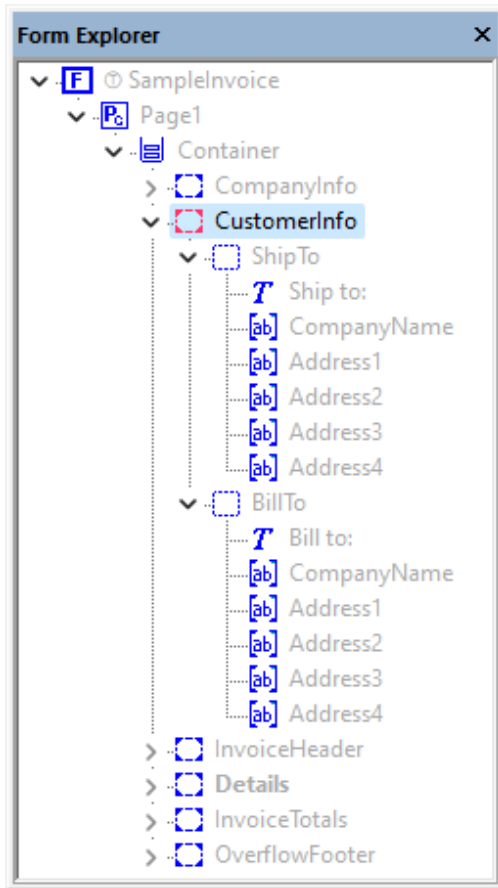 Form Explorer
SampleInvoice
Page1
Container
CompanyInfo
CustomerInfo
ShipTo
Ship to:
CompanyName
Address1
Address2
Address3
Address4
BillTo
Bill to:
CompanyName
Address1
Address2
Address3
Address4
InvoiceHeader
Details
InvoiceTotals
OverflowFooter